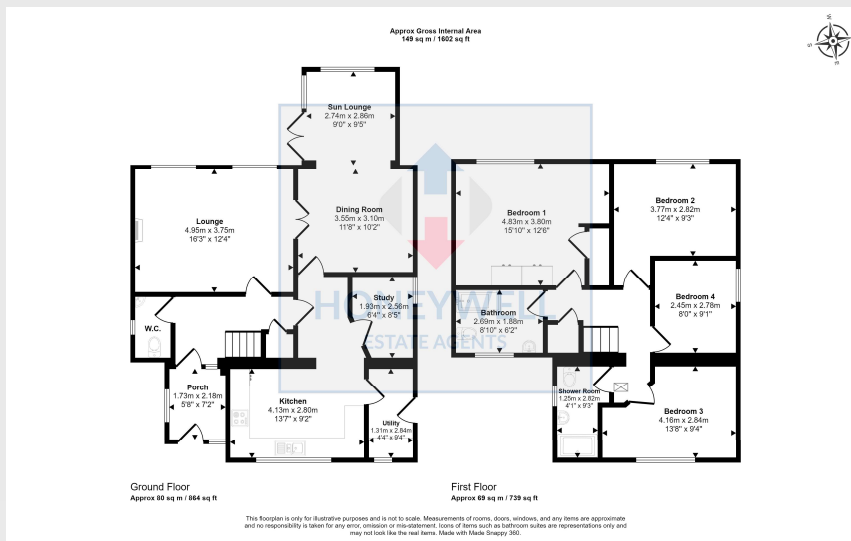 Approx Gross Internal Area
149 sq m / 1602 sq ft
W
S
E
Sun Lounge
2.74m x 2.86m
9'0" x 9'5"
Lounge
4.95m x 3.75m
16'3" x 12'4"
Dining Room
3.55m x 3.10m
11'8" x 10'2"
Bedroom 1
4.83m x 3.80m
15'10" x 12'6"
Bedroom 2
3.77m x 2.82m
12'4" x 9'3"
Study
1.93m x 2.56m
6'4" x 8'5"
Bedroom 4
2.45m x 2.78m
8'0" x 9'1"
HONEYWELL
ESTATE AGENTS
W.C.
Bathroom
2.69m x 1.88m
8'10" x 6'2"
Porch
1.73m x 2.18m
5'8" x 7'2"
Kitchen
4.13m x 2.80m
13'7" x 9'2"
Utility
1.31m x 2.84m
4'4" x 9'4"
Shower Room
1.25m x 2.82m
4'1" x 9'3"
Bedroom 3
4.16m x 2.84m
13'8" x 9'4"
Ground Floor
Approx 80 sq m / 864 sq ft
First Floor
Approx 69 sq m / 739 sq ft
This floorplan is only for illustrative purposes and is not to scale. Measurements of rooms, doors, windows, and any items are approximate
and no responsibility is taken for any error, omission or mis-statement. Icons of items such as bathroom suites are representations only and
may not look like the real items. Made with Made Snappy 360.